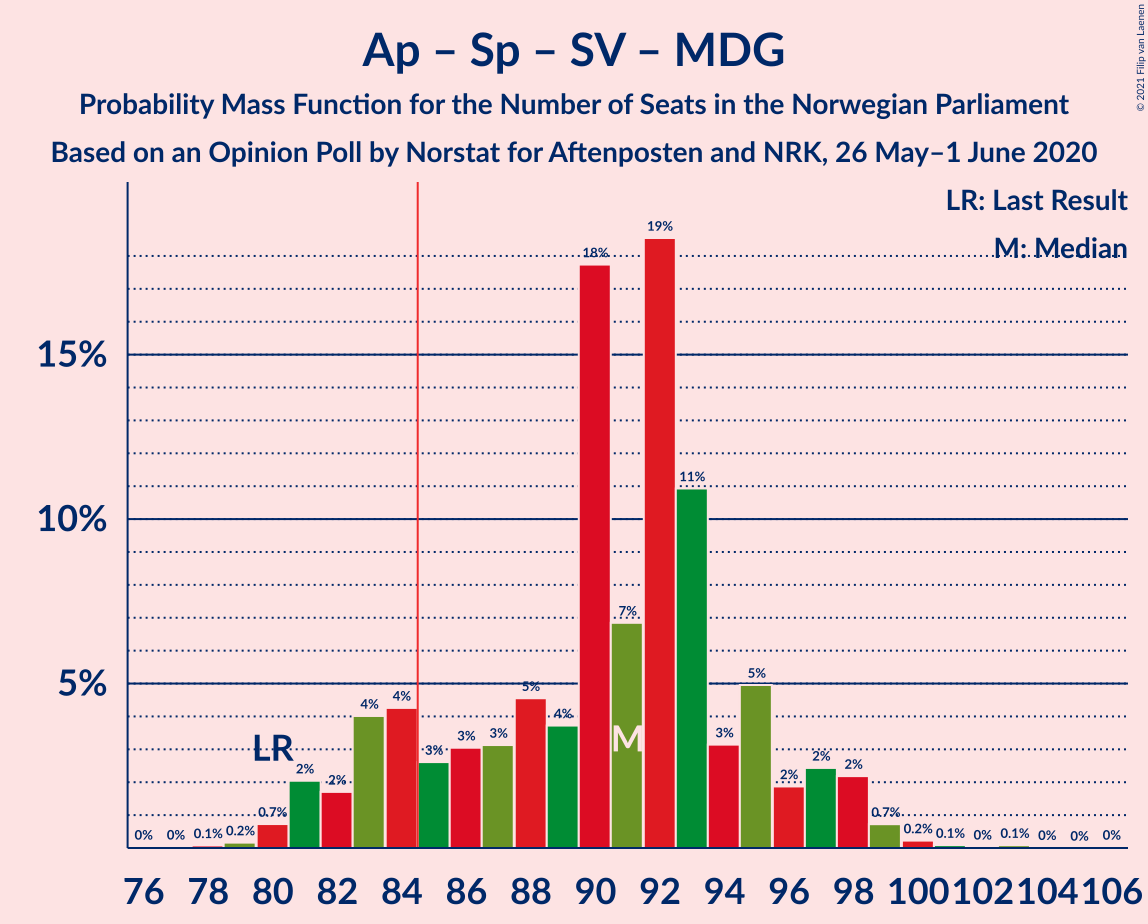 Ap – Sp – SV – MDG
Probability Mass Function for the Number of Seats in the Norwegian Parliament
Based on an Opinion Poll by Norstat for Aftenposten and NRK, 26 May–1 June 2020
© 2021 Filip van Laenen
LR: Last Result
M: Median
15%
10%
5%
0% 0% 0.1% 0.2% 0.7% 2% 2% 4% 4% 3% 3% 3% 5% 4% 18% 7% 19% 11% 3% 5% 2% 2% 2% 0.7% 0.2% 0.1% 0% 0.1% 0% 0% 0%
LR
M
76 78 80 82 84 86 88 90 92 94 96 98 100 102 104 106